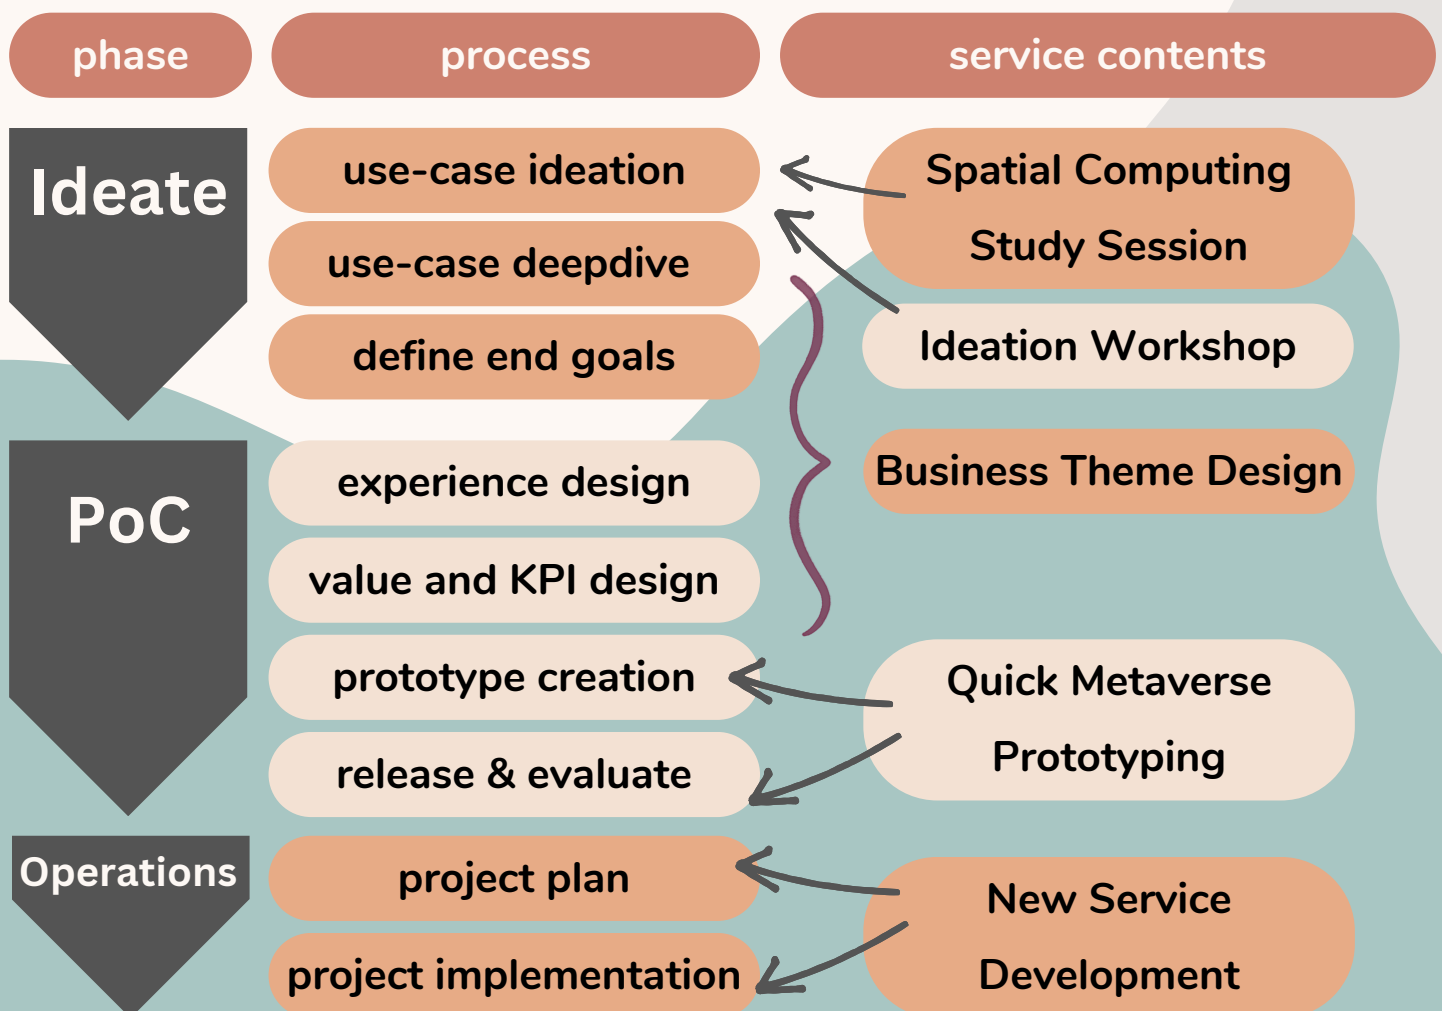 phase
process
service contents
Ideate
use-case ideation
use-case deepdive
define end goals
Spatial Computing
Study Session
Ideation Workshop
Business Theme Design
PoC
experience design
value and KPI design
prototype creation
release & evaluate
Quick Metaverse
Prototyping
Operations
project plan
project implementation
New Service
Development